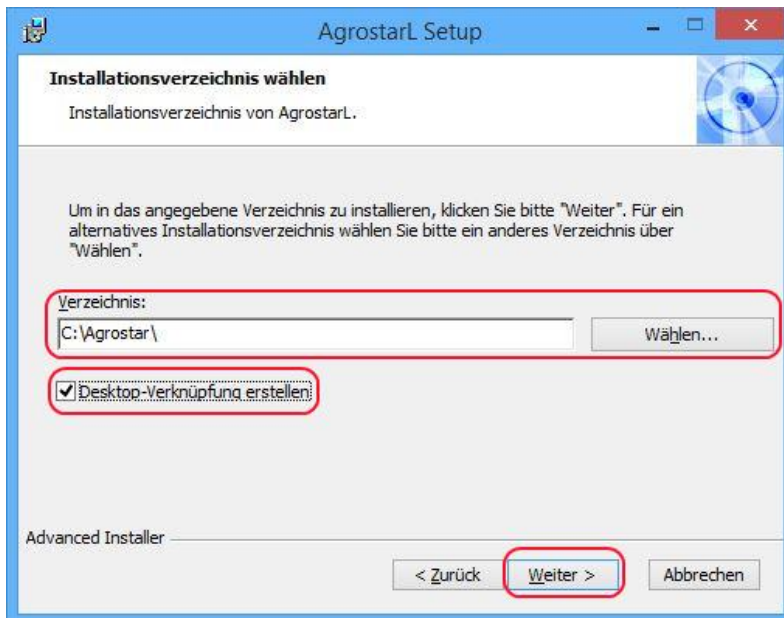 AgrostarL Setup
Installationsverzeichnis wählen
Installationsverzeichnis von AgrostarL.
Um in das angegebene Verzeichnis zu installieren, klicken Sie bitte "Weiter". Für ein
alternatives Installationsverzeichnis wählen Sie bitte ein anderes Verzeichnis über
"Wählen".
Verzeichnis:
C:\Agrostar\
Wählen...
Desktop-Verknüpfung erstellen
Advanced Installer
< Zurück
Weiter >
Abbrechen